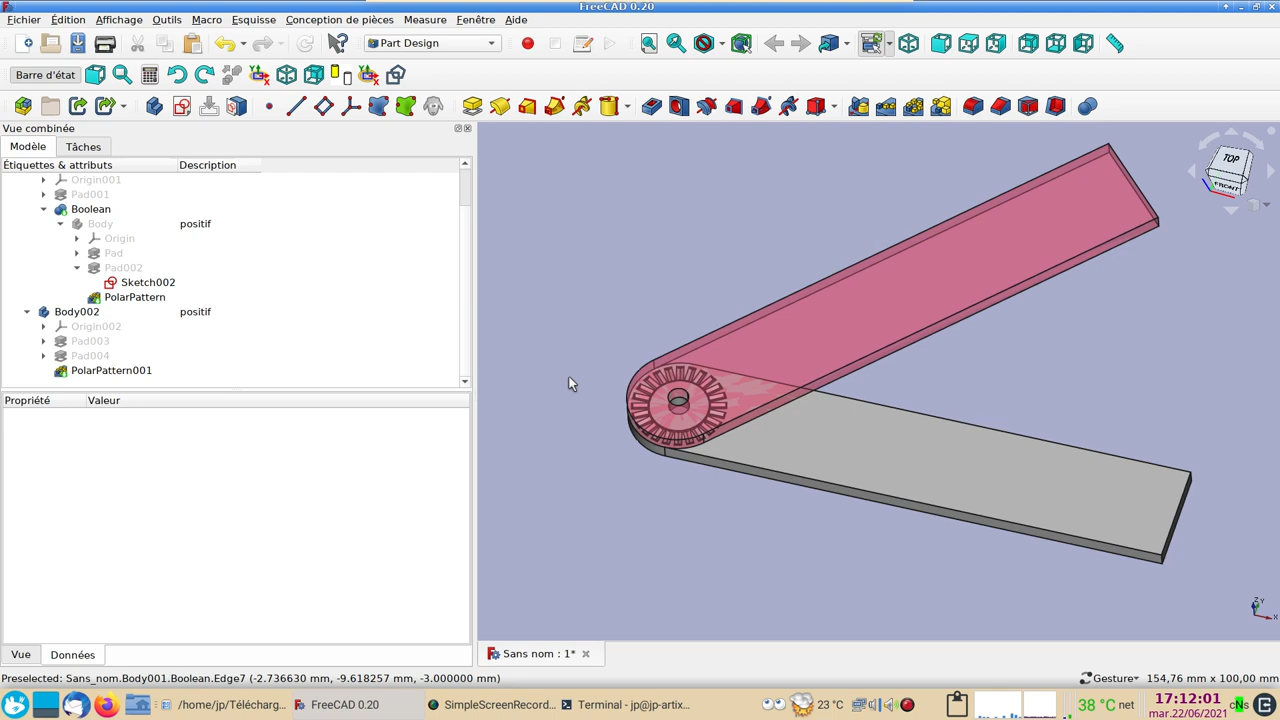 FreeCAD 0.20
Fichier Édition Affichage Outils Macro Esquisse Conception de pièces Measure Fenêtre Aide
Part Design
Barre d'état
Vue combinée
Modèle Tâches
Étiquettes & attributs Description
Origin001
Pad001
Boolean
Body positif
Origin
Pad
Pad002
Sketch002
PolarPattern
Body002 positif
Origin002
Pad003
Pad004
PolarPattern001
Propriété Valeur
TOP
FRONT
Z Y
X
Vue Données
Sans nom : 1*
Preselected: Sans_nom.Body001.Boolean.Edge7 (-2.736630 mm, -9.618257 mm, -3.000000 mm)
Gesture 154,76 mm x 100,00 mm
/home/jp/Télécharg... FreeCAD 0.20 SimpleScreenRecord... Terminal - jp@jp-artix... 23 °C 38 °C net
17:12:01
mar.22/06/2021
cNs